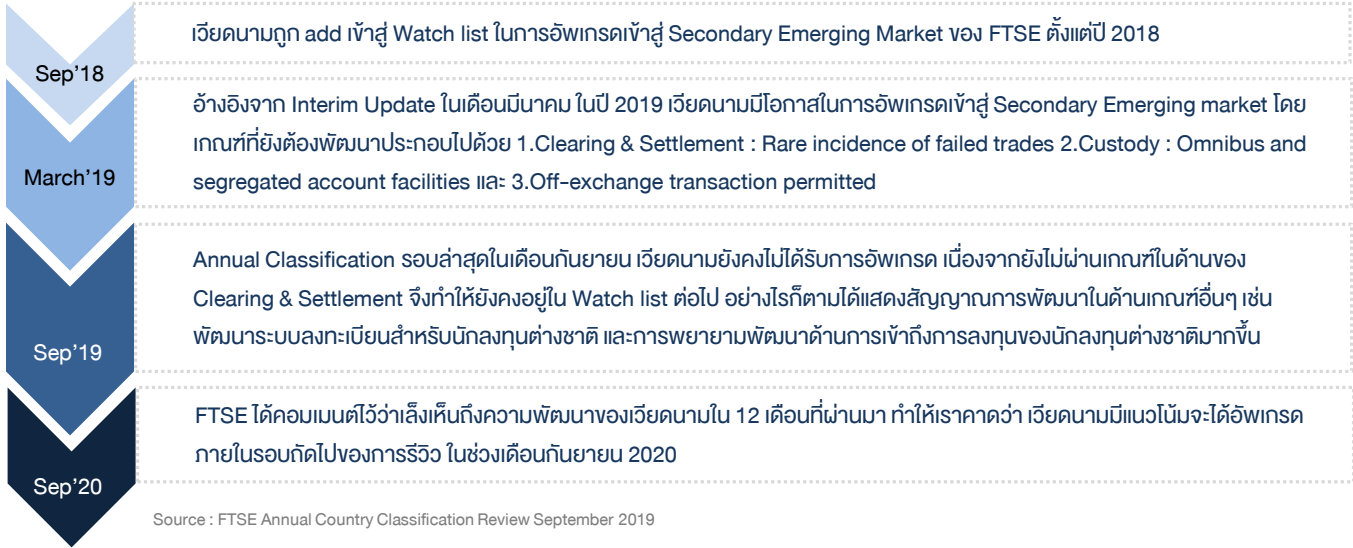 เวียดนามถูก add เข้าสู่ Watch list ในการอัพเกรดเข้าสู่ Secondary Emerging Market ของ FTSE ตั้งแต่ปี 2018
Sep'18
อ้างอิงจาก Interim Update ในเดือนมีนาคม ในปี 2019 เวียดนามมีโอกาสในการอัพเกรดเข้าสู่ Secondary Emerging market โดย
เกณฑ์ที่ยังต้องพัฒนาประกอบไปด้วย 1.Clearing & Settlement : Rare incidence of failed trades 2.Custody : Omnibus and
segregated account facilities และ 3.Off-exchange transaction permitted
March'19
Annual Classification รอบล่าสุดในเดือนกันยายน เวียดนามยังคงไม่ได้รับการอัพเกรด เนื่องจากยังไม่ผ่านเกณฑ์ในด้านของ
Clearing & Settlement จึงทำให้ยังคงอยู่ใน Watch list ต่อไป อย่างไรก็ตามได้แสดงสัญญาณการพัฒนาในด้านเกณฑ์อื่นๆ เช่น
พัฒนาระบบลงทะเบียนสำหรับนักลงทุนต่างชาติ และการพยายามพัฒนาด้านการเข้าถึงการลงทุนของนักลงทุนต่างชาติมากขึ้น
Sep'19
FTSE ได้คอมเมนต์ไว้ว่าเล็งเห็นถึงความพัฒนาของเวียดนามใน 12 เดือนที่ผ่านมา ทำให้เราคาดว่า เวียดนามมีแนวโน้มจะได้อัพเกรด
ภายในรอบถัดไปของการรีวิว ในช่วงเดือนกันยายน 2020
Sep'20
Source : FTSE Annual Country Classification Review September 2019